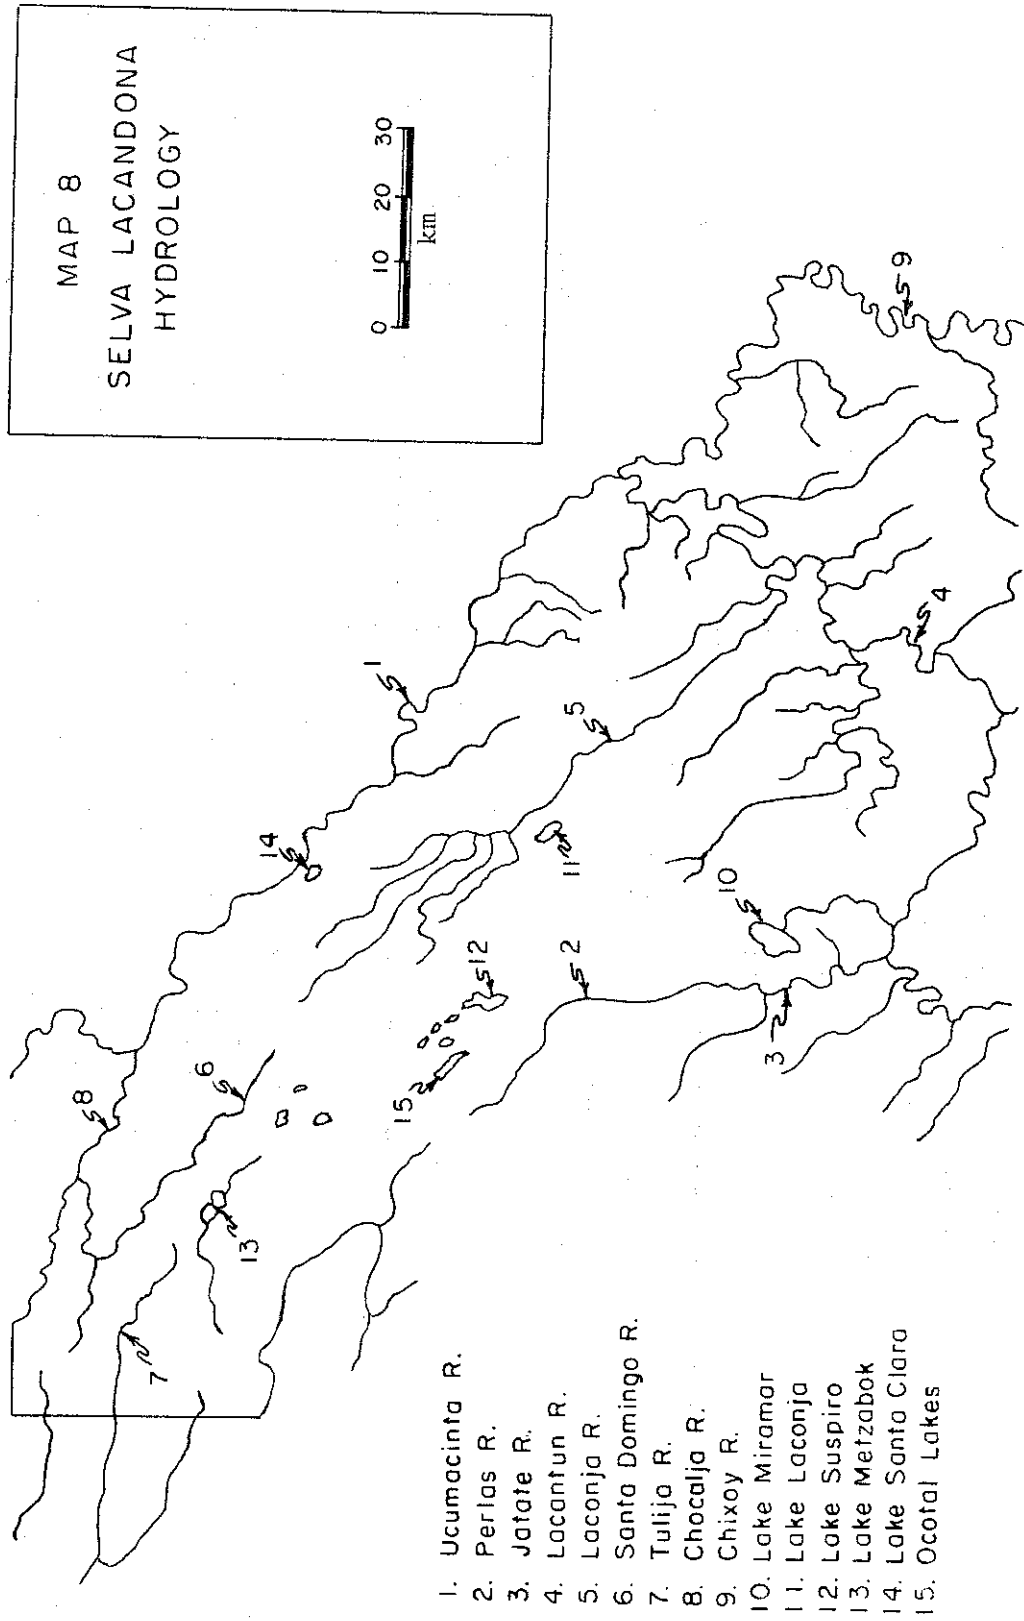 MAP 8
SELVA LACANDONA
HYDROLOGY
0 10 20 30
km
14
1
8
6
13
7
15
12
11
5
2
10
3
4
9
1. Ucumacinta R.
2. Perlas R.
3. Jatate R.
4. Lacantun R.
5. Laconja R.
6. Santa Domingo R.
7. Tulija R.
8. Chocalja R.
9. Chixoy R.
10. Lake Miramar
11. Lake Laconja
12. Lake Suspiro
13. Lake Metzabok
14. Lake Santa Clara
15. Ocotal Lakes